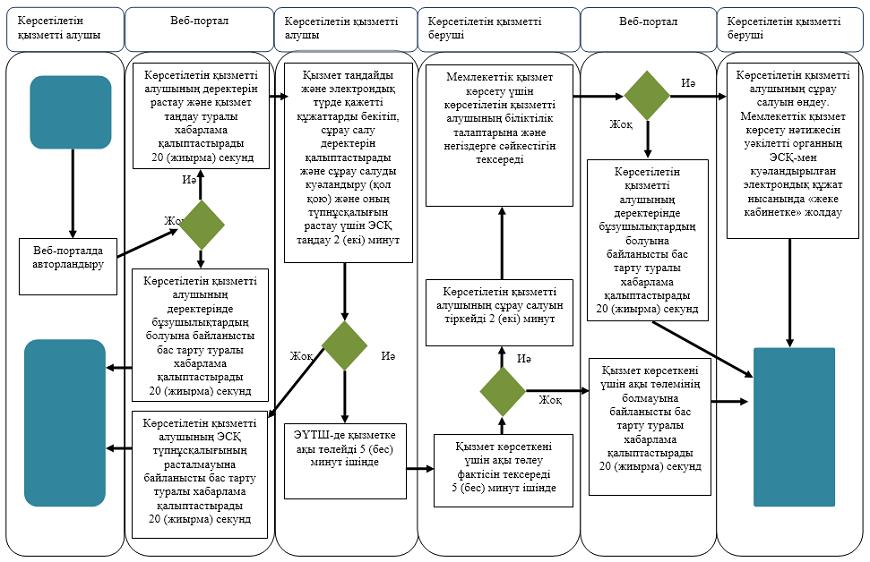 Көрсетілетін
қызметті алушы
Веб-портал
Көрсетілетін қызметті
алушы
Көрсетілетін қызметті
беруші
Веб-портал
Көрсетілетін қызметті
беруші
Веб-порталда
авторландыру
Көрсетілетін қызметті
алушының деректерін
растау және қызмет
таңдау туралы
хабарлама
қалыптастырады
20 (жиырма) секунд
Иә
Жоқ
Көрсетілетін қызметті
алушының
деректерінде
бұзушылықтардың
болуына байланысты
бас тарту туралы
хабарлама
қалыптастырады
20 (жиырма) секунд
Көрсетілетін қызметті
алушының ЭСҚ
түпнұсқалығының
расталмауына
байланысты бас тарту
туралы хабарлама
қалыптастырады
20 (жиырма) секунд
Қызмет таңдайды
және электрондық
түрде қажетті
құжаттарды бекітіп,
сұрау салу
деректерін
қалыптастырады
және сұрау салуды
куәландыру (қол
қою) және оның
түпнұсқалығын
растау үшін ЭСҚ
таңдау 2 (екі) минут
Жоқ
Иә
ЭҮТШ-де қызметке
ақы төлейді 5 (бес)
минут ішінде
Мемлекеттік қызмет
көрсету үшін
көрсетілетін қызметті
алушының біліктілік
талаптарына және
негіздерге сәйкестігін
тексереді
Көрсетілетін қызметті
алушының сұрау салуын
тіркейді 2 (екі) минут
Иә
Жоқ
Қызмет көрсеткені
үшін ақы төлеу
фактісін тексереді
5 (бес) минут ішінде
Иә
Жоқ
Көрсетілетін
қызметті
алушының
деректерінде
бұзушылықтардың
болуына
байланысты бас
тарту туралы
хабарлама
қалыптастырады
20 (жиырма) секунд
Қызмет көрсеткені
үшін ақы төлемінің
болмауына
байланысты бас
тарту туралы
хабарлама
қалыптастырады
20 (жиырма) секунд
Көрсетілетін қызметті
алушының сұрау
салуын өңдеу.
Мемлекеттік қызмет
көрсету нәтижесін
уәкілетті органның
ЭСҚ-мен
куәландырылған
электрондық құжат
нысанында «жеке
кабинетке» жолдау